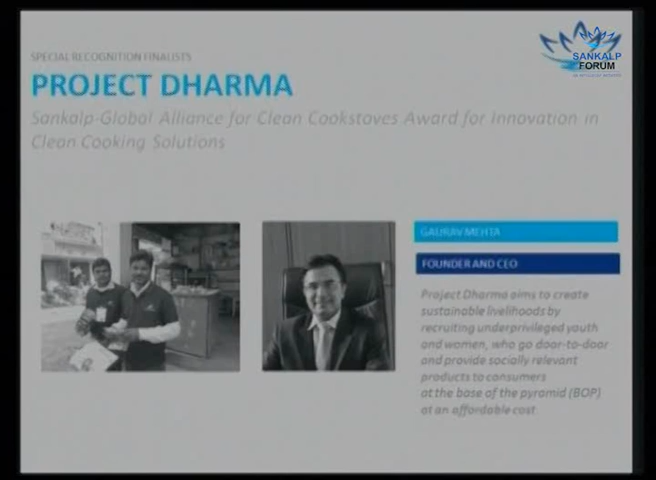 SPECIAL RECOGNITION FINALISTS
PROJECT DHARMA
Sankalp-Global Alliance for Clean Cookstoves Award for Innovation in
Clean Cooking Solutions
SANKALP
FORUM
GAURAV MEHTA
FOUNDER AND CEO
Project Dharma aims to create
sustainable livelihoods by
recruiting underprivileged youth
and women, who go door-to-door
and provide socially relevant
products to consumers
at the base of the pyramid (BOP)
at an affordable cost